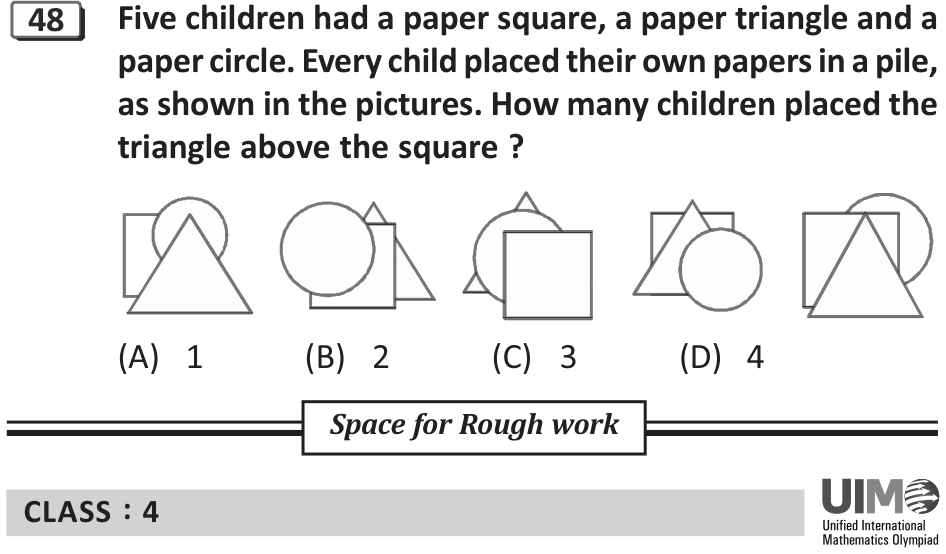 48 Five children had a paper square, a paper triangle and a
paper circle. Every child placed their own papers in a pile,
as shown in the pictures. How many children placed the
triangle above the square ?
(A) 1 (B) 2 (C) 3 (D) 4
Space for Rough work
CLASS : 4
UIMO
Unified International
Mathematics Olympiad